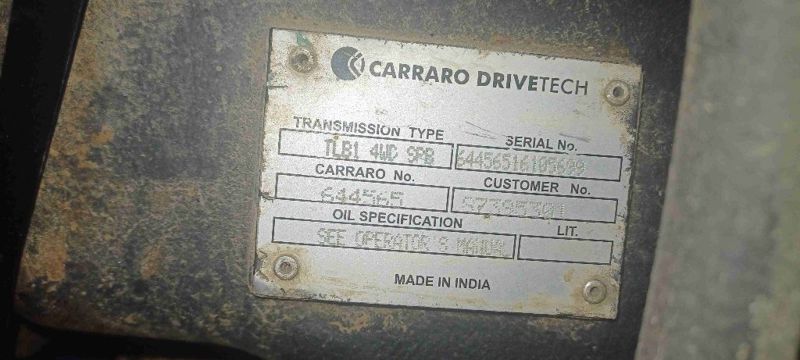 CARRARO DRIVETECH
TRANSMISSION TYPE SERIAL No.
TLB1 4WD SPB
CARRARO No. CUSTOMER No.
644565
OIL SPECIFICATION LIT.
SEE OPERATOR'S MANUAL
MADE IN INDIA